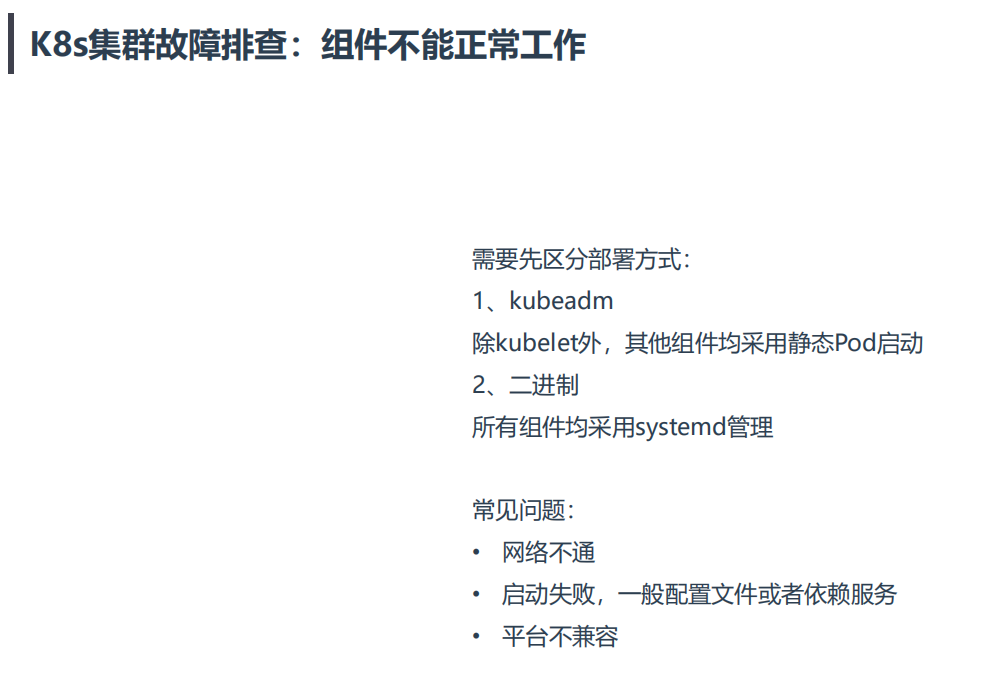 K8s集群故障排查：组件不能正常工作
需要先区分部署方式：
1、kubeadm
除kubelet外，其他组件均采用静态Pod启动
2、二进制
所有组件均采用systemd管理
常见问题：
• 网络不通
• 启动失败，一般配置文件或者依赖服务
• 平台不兼容